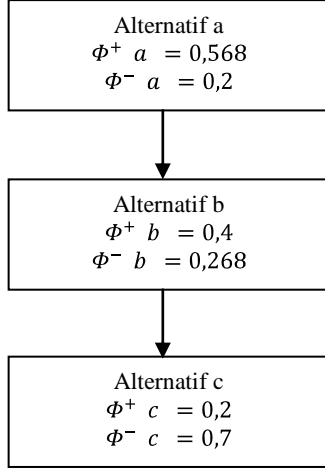 Alternatif a
Φ⁺ a = 0,568
Φ⁻ a = 0,2
Alternatif b
Φ⁺ b = 0,4
Φ⁻ b = 0,268
Alternatif c
Φ⁺ c = 0,2
Φ⁻ c = 0,7